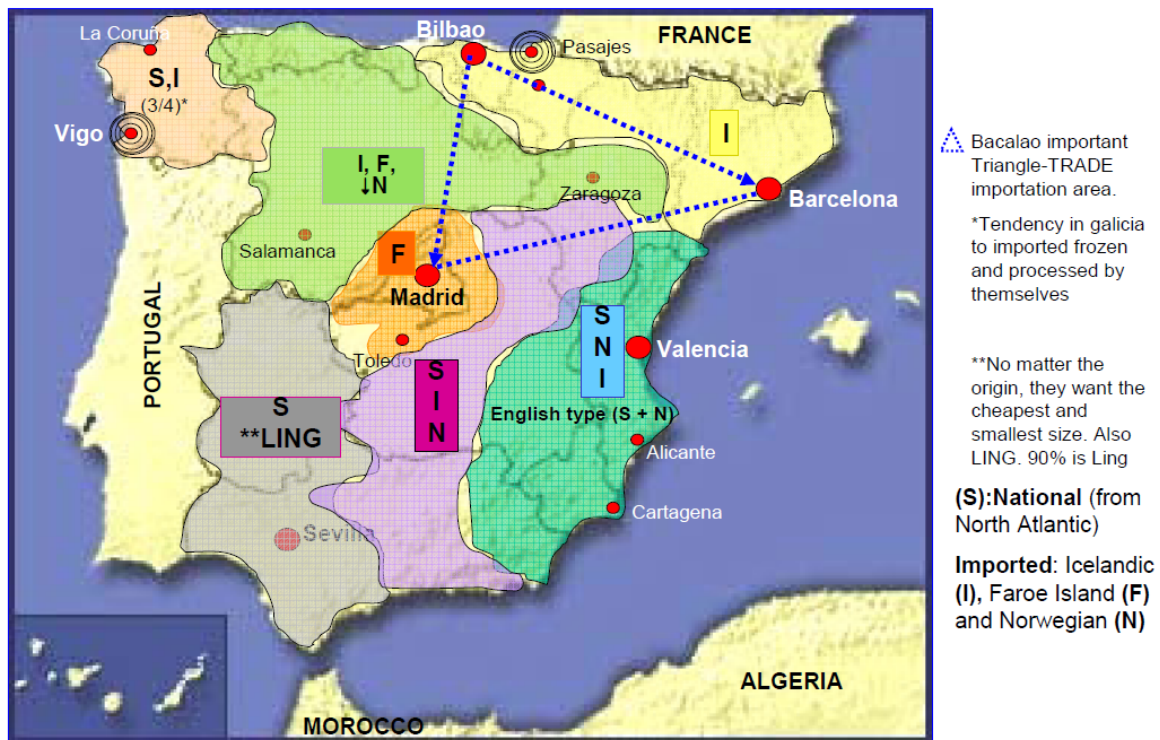 La Coruña
Bilbao
Pasajes
FRANCE
S,I
(3/4)*
Vigo
I
I, F,
↓N
Zaragoza
Barcelona
Salamanca
F
Madrid
Toledo
PORTUGAL
S
N
I
Valencia
S
I
N
English type (S + N)
S
**LING
Alicante
Cartagena
Sevilla
ALGERIA
MOROCCO
Bacalao important
Triangle-TRADE
importation area.
*Tendency in galicia
to imported frozen
and processed by
themselves
**No matter the
origin, they want the
cheapest and
smallest size. Also
LING. 90% is Ling
(S):National (from
North Atlantic)
Imported: Icelandic
(I), Faroe Island (F)
and Norwegian (N)